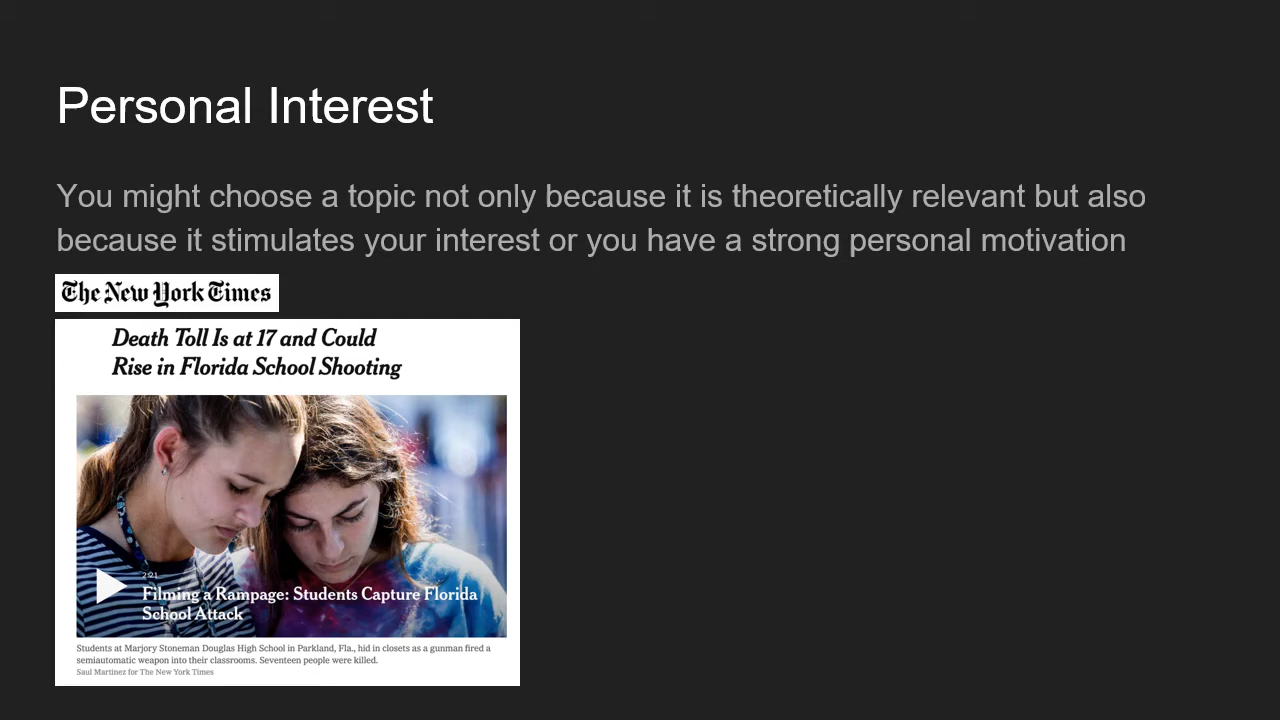 Personal Interest
You might choose a topic not only because it is theoretically relevant but also
because it stimulates your interest or you have a strong personal motivation
The New York Times
Death Toll Is at 17 and Could
Rise in Florida School Shooting
2:21
Filming a Rampage: Students Capture Florida
School Attack
Students at Marjory Stoneman Douglas High School in Parkland, Fla., hid in closets as a gunman fired a
semiautomatic weapon into their classrooms. Seventeen people were killed.
Saul Martinez for The New York Times